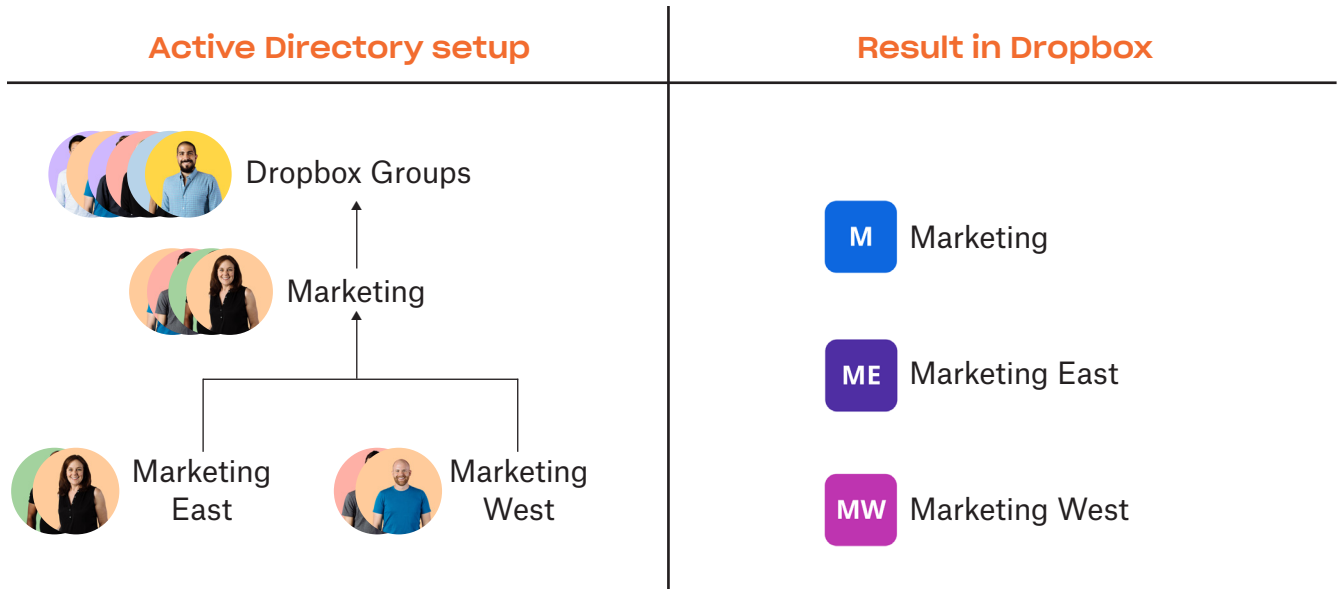 Active Directory setup
Result in Dropbox
Dropbox Groups
Marketing
Marketing
East
Marketing
West
M
Marketing
ME
Marketing East
MW
Marketing West